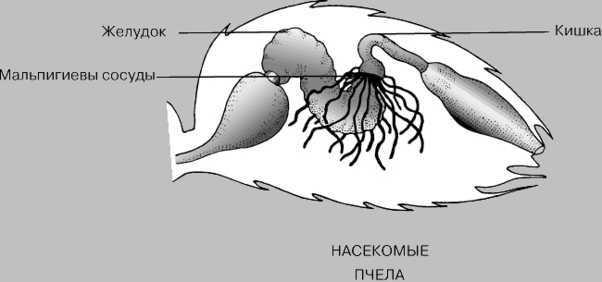 Желудок
Кишка
Мальпигиевы сосуды
НАСЕКОМЫЕ
ПЧЕЛА